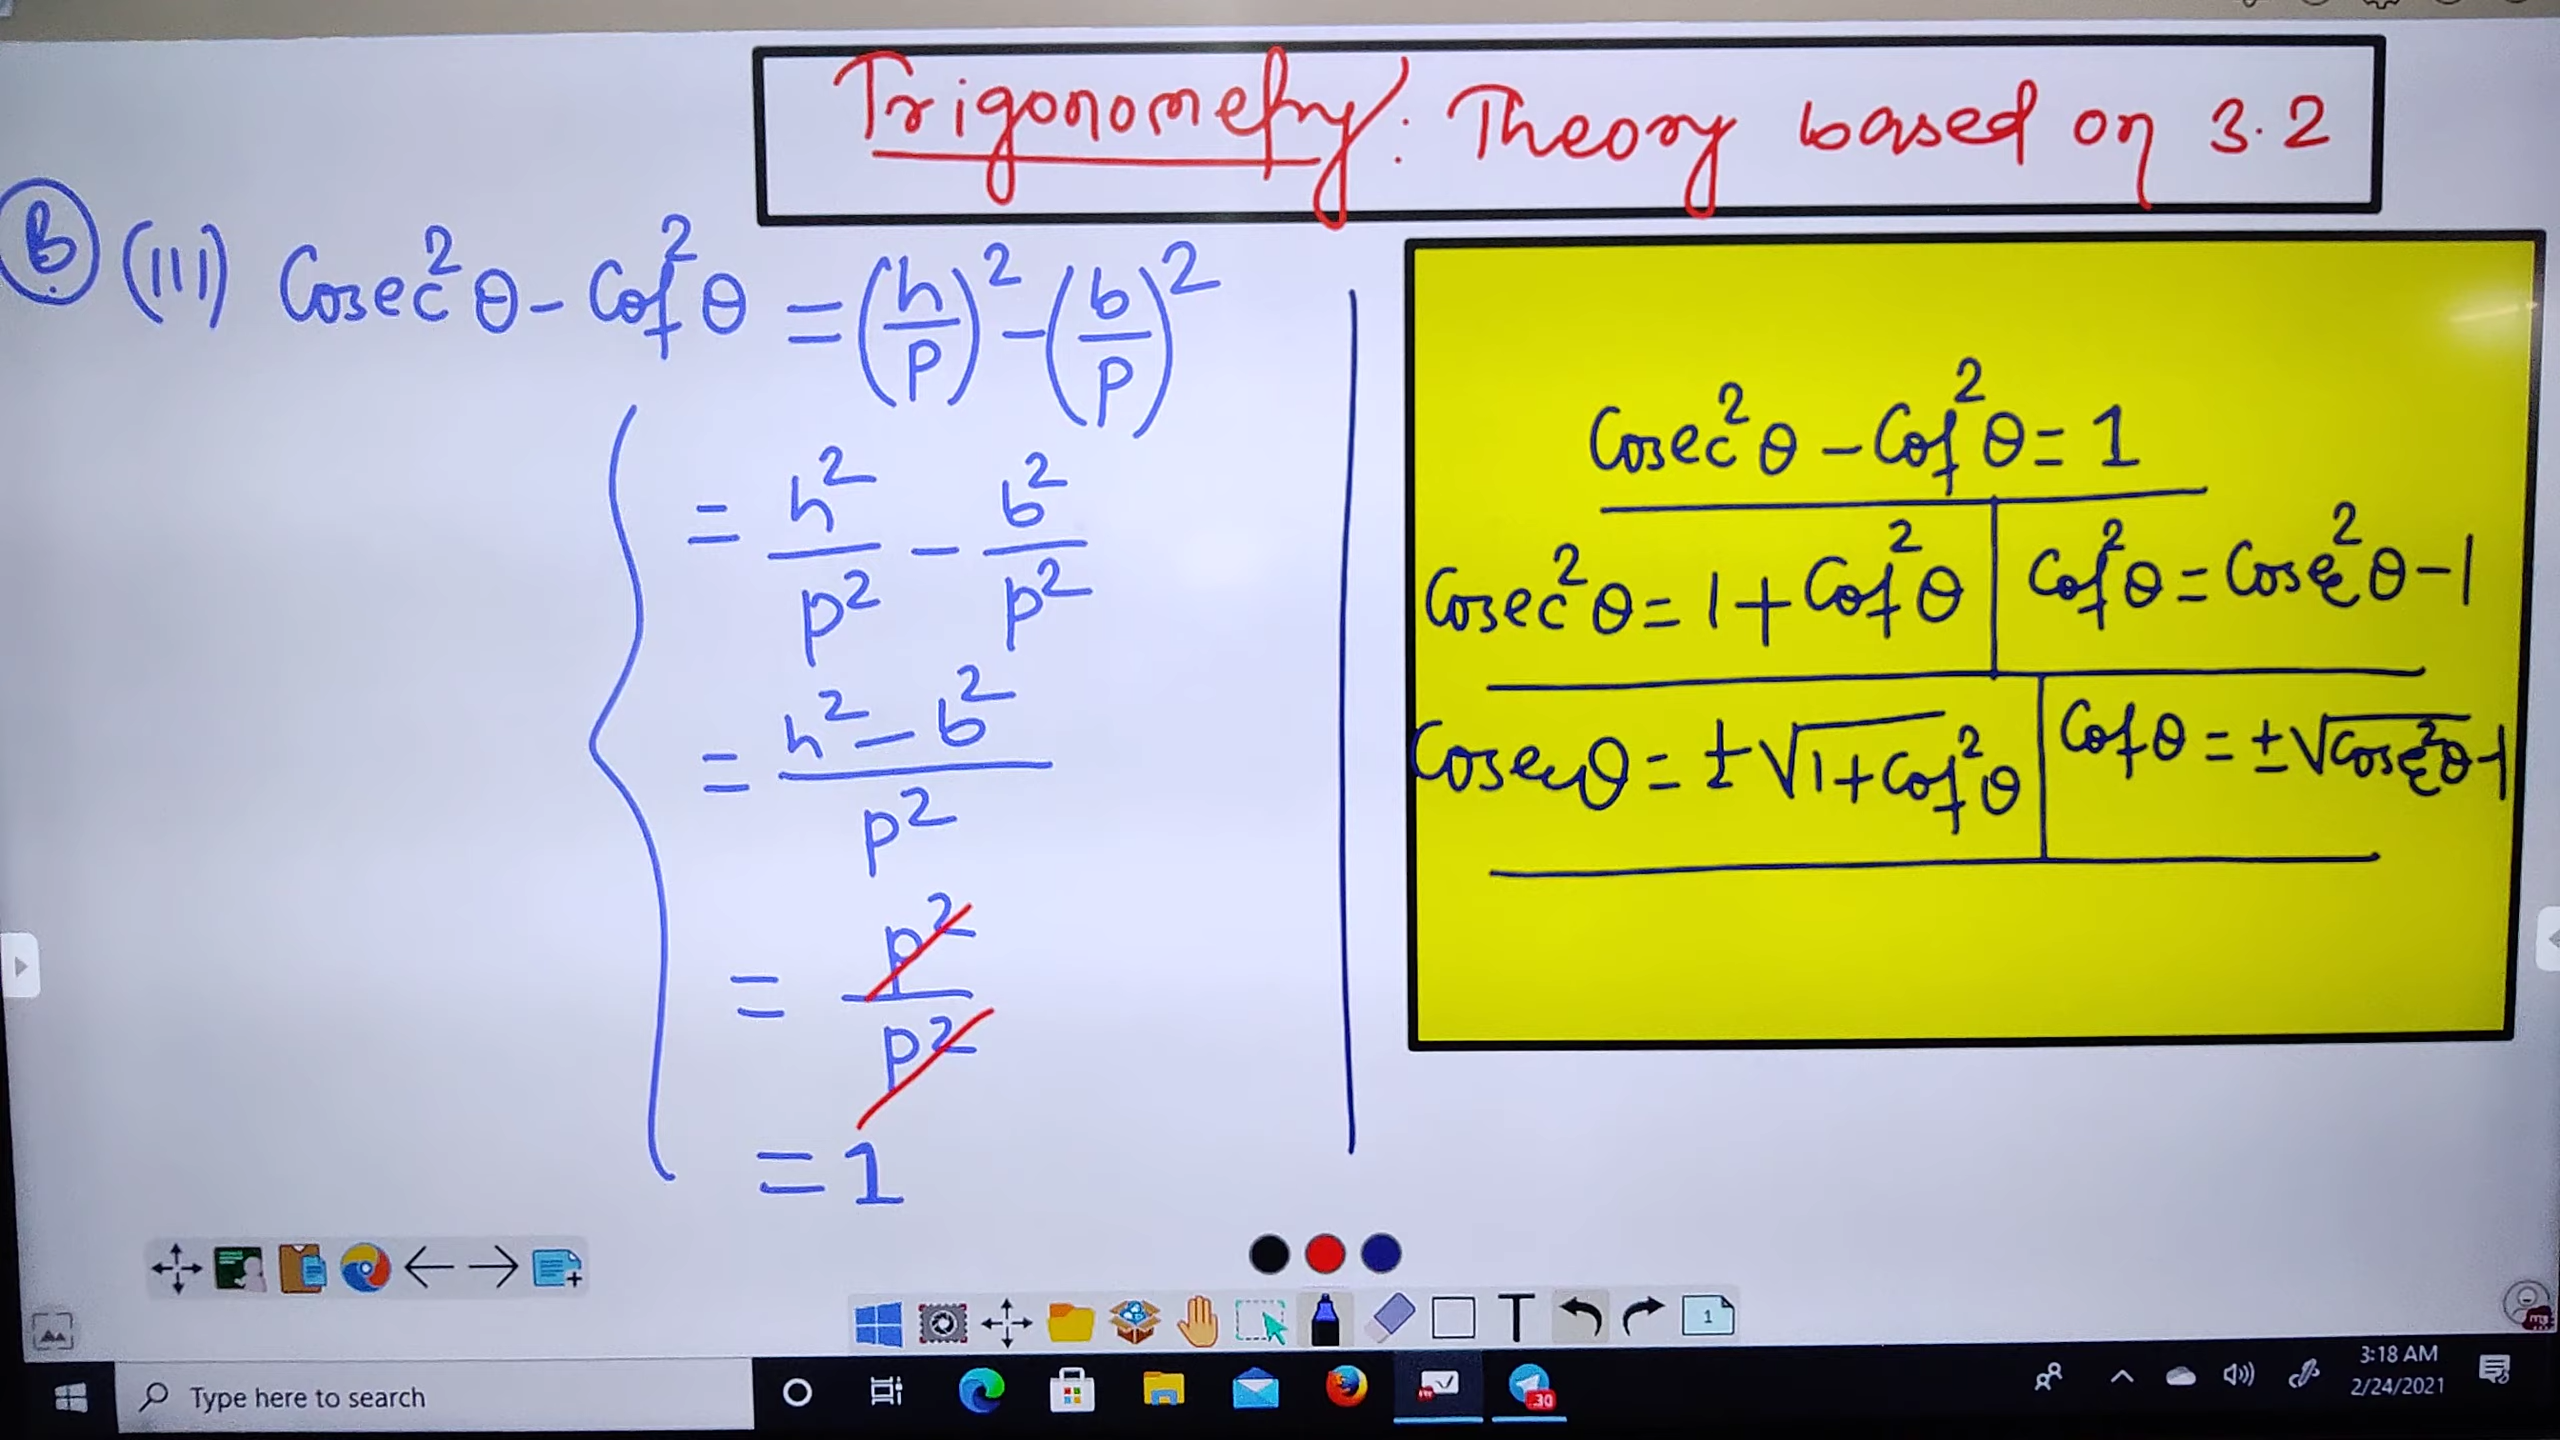 Trigonometry: Theory based on 3.2
B (III) Cosec²θ - Cot²θ = (h/p)² - (b/p)²
= h²/p² - b²/p²
= h² - b²/p²
= p²/p²
= 1
Cosec²θ - Cot²θ = 1
Cosec²θ = 1 + Cot²θ
Cot²θ = Cosec²θ - 1
Cosecθ = ±√1+Cot²θ
Cotθ = ±√Cosec²θ-1
T
1
Type here to search
30
3:18 AM
2/24/2021